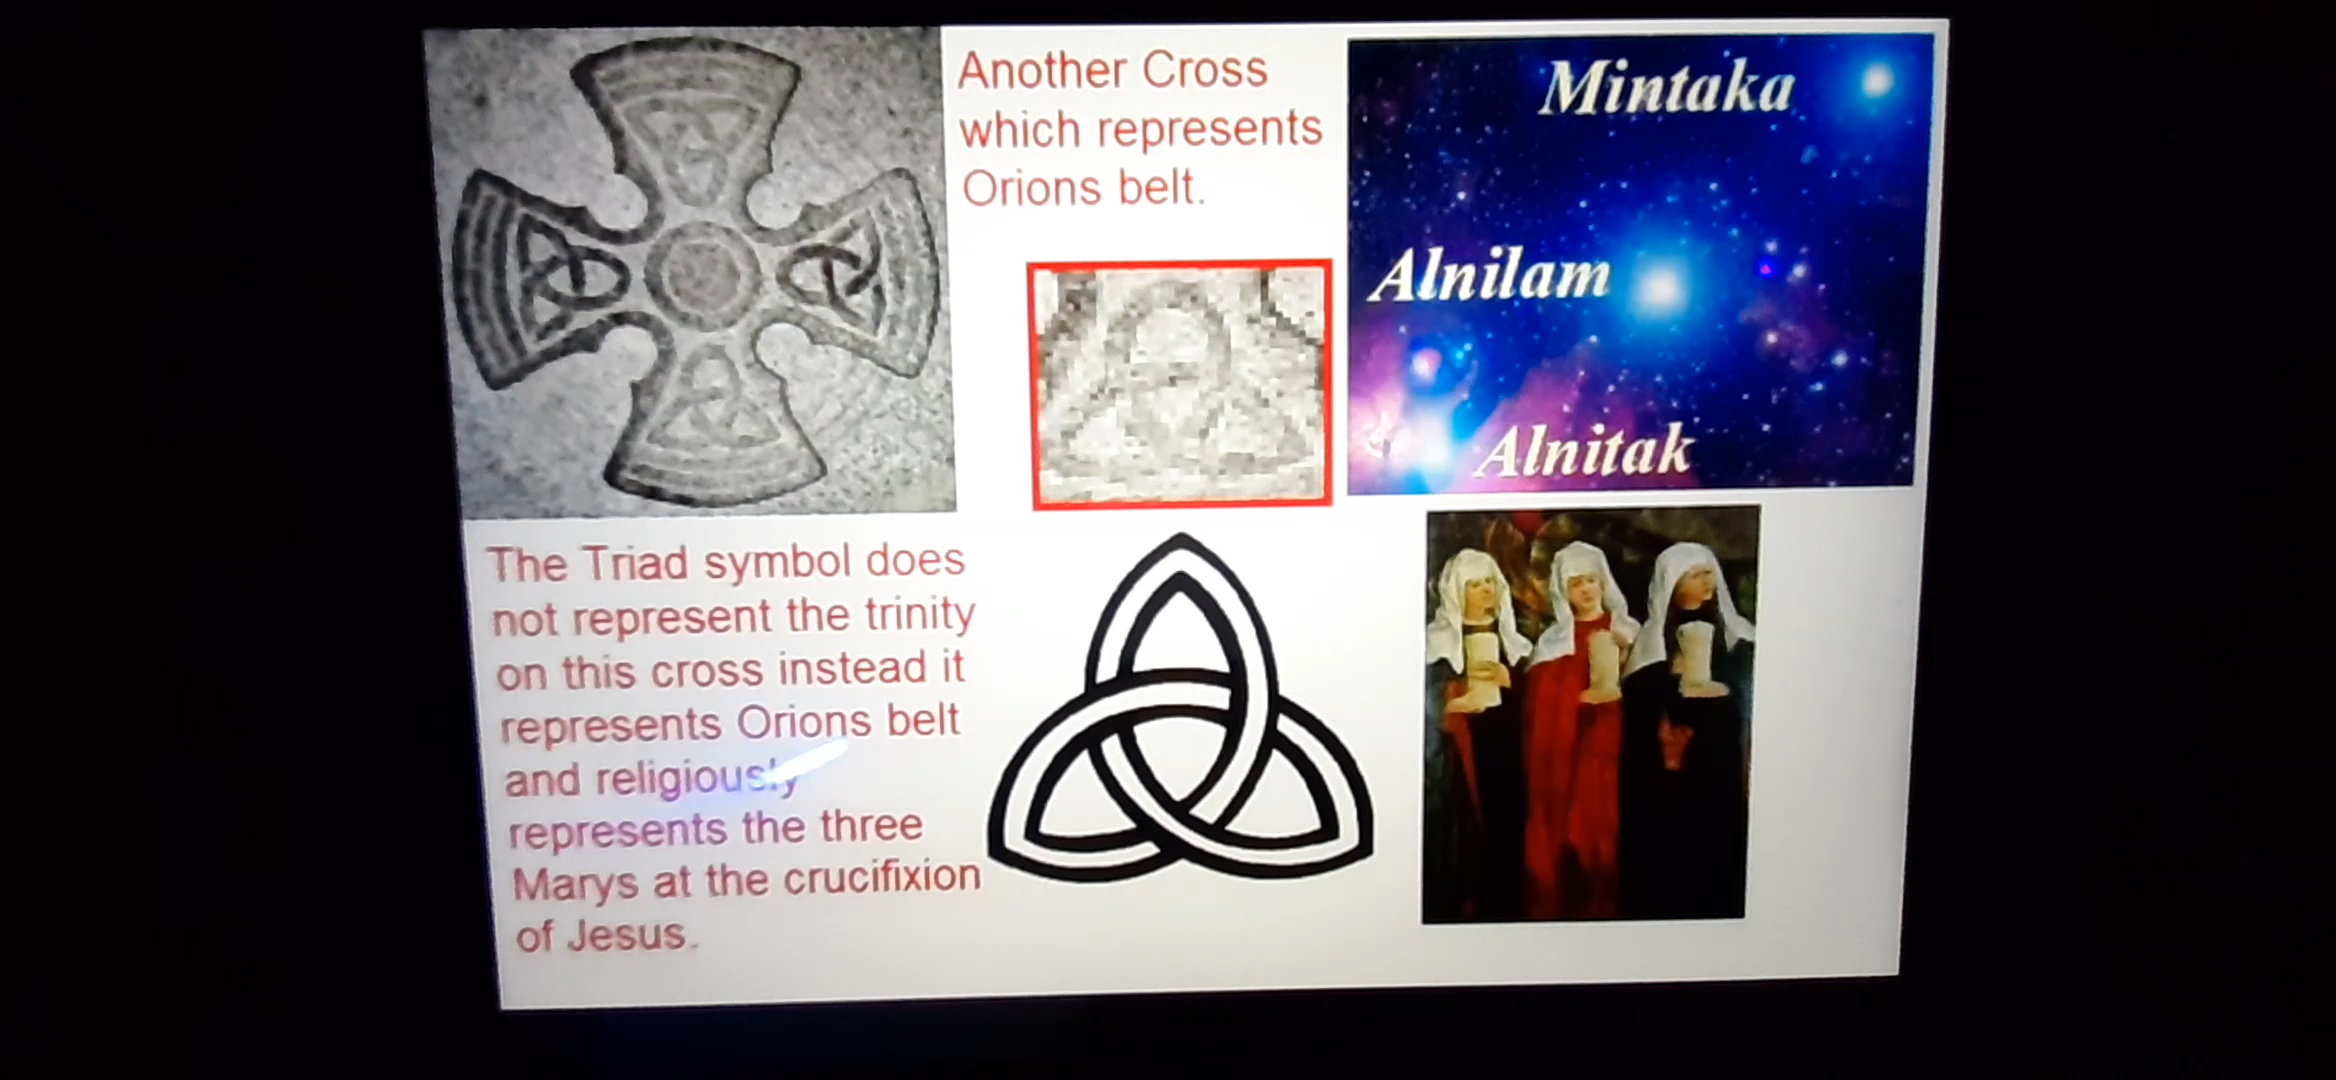 Another Cross
which represents
Orions belt.
Mintaka
Alnilam
Alnitak
The Triad symbol does
not represent the trinity
on this cross instead it
represents Orions belt
and religiously
represents the three
Marys at the crucifixion
of Jesus.